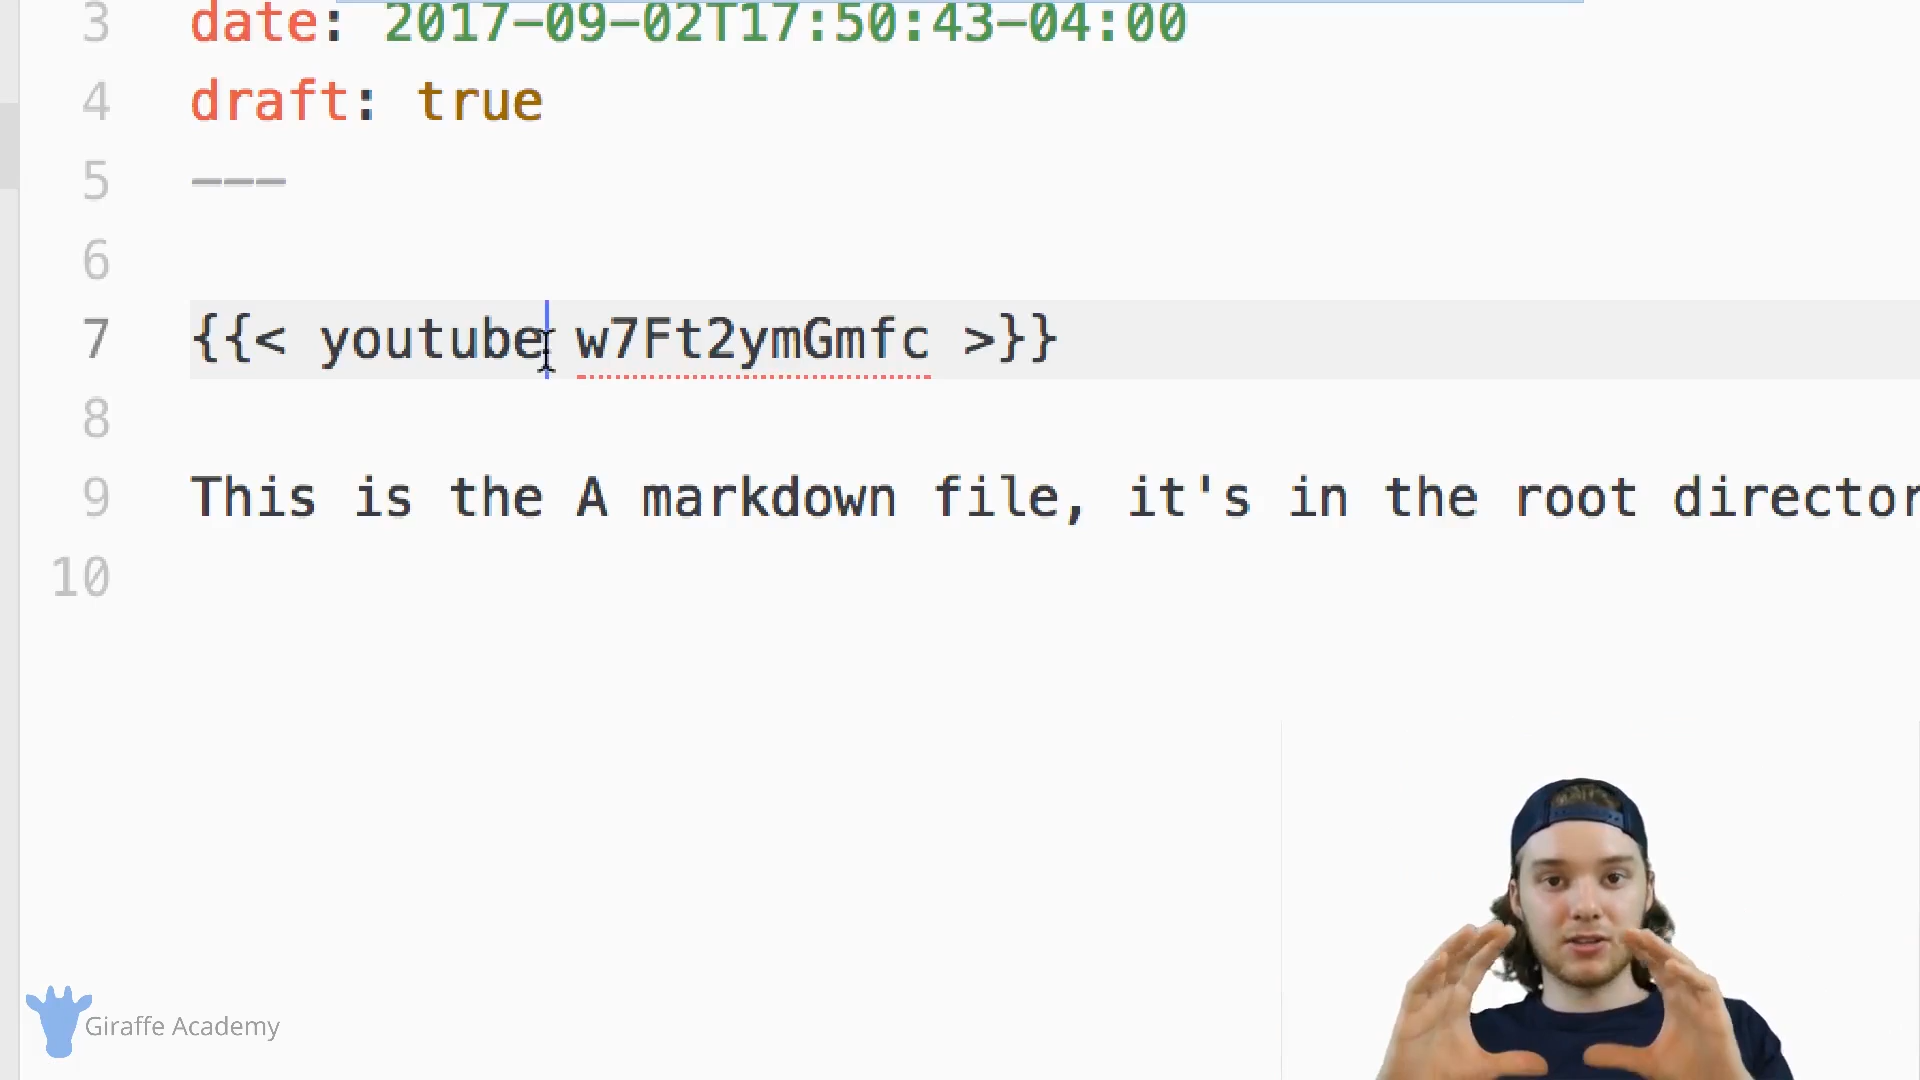 3 date: 2017-09-02T17:50:43-04:00
4 draft: true
5 ---
6
7 {{< youtube w7Ft2ymGmfc >}}
8
9 This is the A markdown file, it's in the root director
10
Giraffe Academy